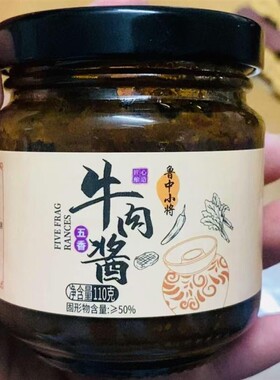 鲁中小将
牛肉酱
五香
FIVE FRAG
RANCES
净含量110克
固形物含量:≥50%